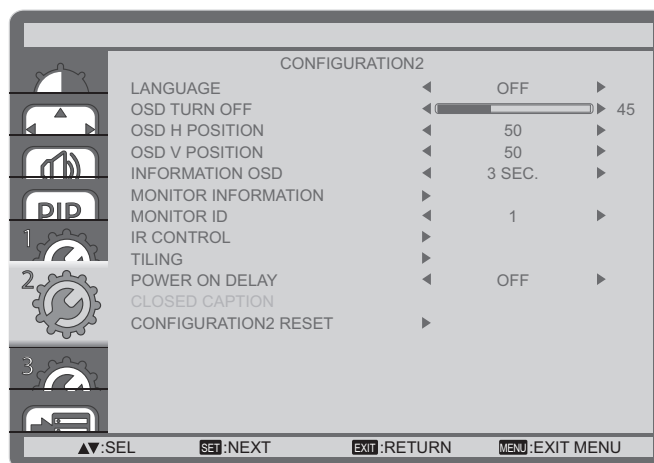 CONFIGURATION2
LANGUAGE OFF
OSD TURN OFF 45
OSD H POSITION 50
OSD V POSITION 50
INFORMATION OSD 3 SEC.
MONITOR INFORMATION
PIP
MONITOR ID 1
1
IR CONTROL
TILING
2
POWER ON DELAY OFF
CLOSED CAPTION
CONFIGURATION2 RESET
3
:SEL SET:NEXT EXIT:RETURN MENU:EXIT MENU